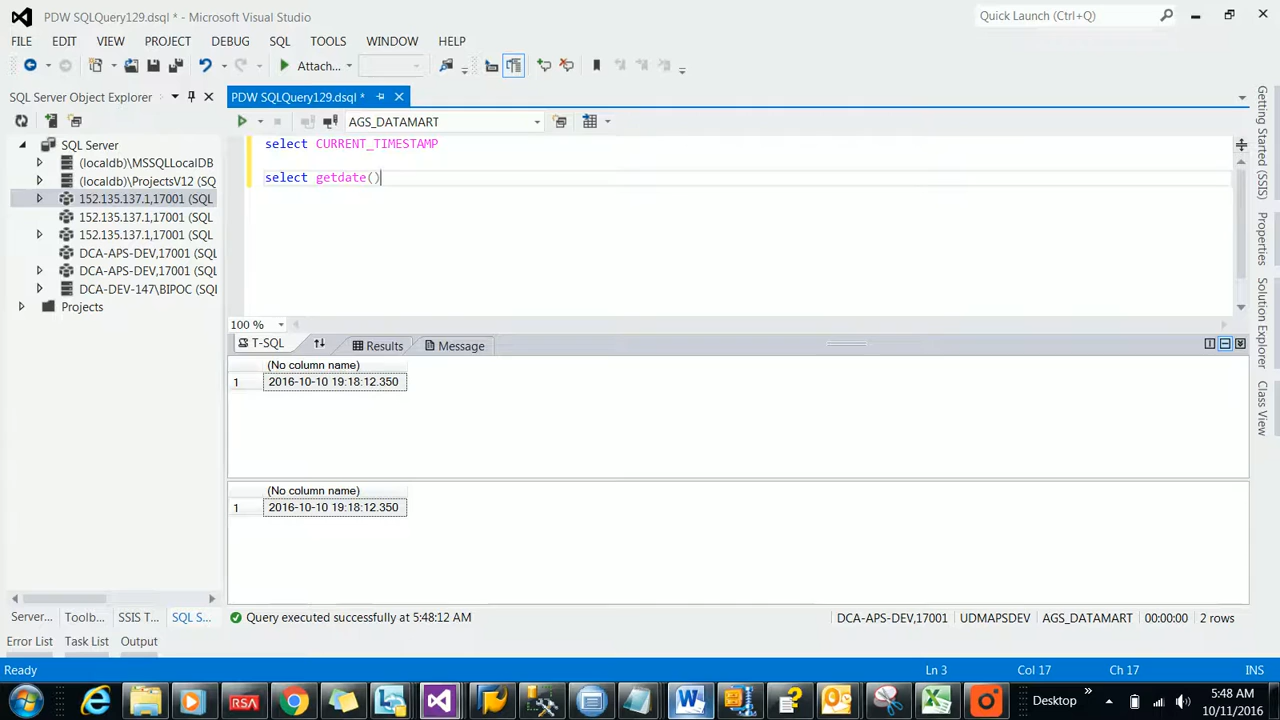 PDW SQLQuery129.dsql * - Microsoft Visual Studio
Quick Launch (Ctrl+Q)
FILE EDIT VIEW PROJECT DEBUG SQL TOOLS WINDOW HELP
Attach...
SQL Server Object Explorer
PDW SQLQuery129.dsql *
AGS_DATAMART
SQL Server
(localdb)\MSSQLLocalDB
(localdb)\ProjectsV12 (SQ
152.135.137.1,17001 (SQL
152.135.137.1,17001 (SQL
152.135.137.1,17001 (SQL
DCA-APS-DEV,17001 (SQL
DCA-APS-DEV,17001 (SQL
DCA-DEV-147\BIPOC (SQL
Projects
select CURRENT_TIMESTAMP
select getdate()
100 %
T-SQL Results Message
(No column name)
1 2016-10-10 19:18:12.350
(No column name)
1 2016-10-10 19:18:12.350
Getting Started (SSIS)
Properties
Solution Explorer
Class View
Server... Toolb... SSIS T... SQL S...
Query executed successfully at 5:48:12 AM
DCA-APS-DEV,17001 UDMAPSDEV AGS_DATAMART 00:00:00 2 rows
Error List Task List Output
Ready Ln 3 Col 17 Ch 17 INS
RSA
Desktop »
5:48 AM
10/11/2016